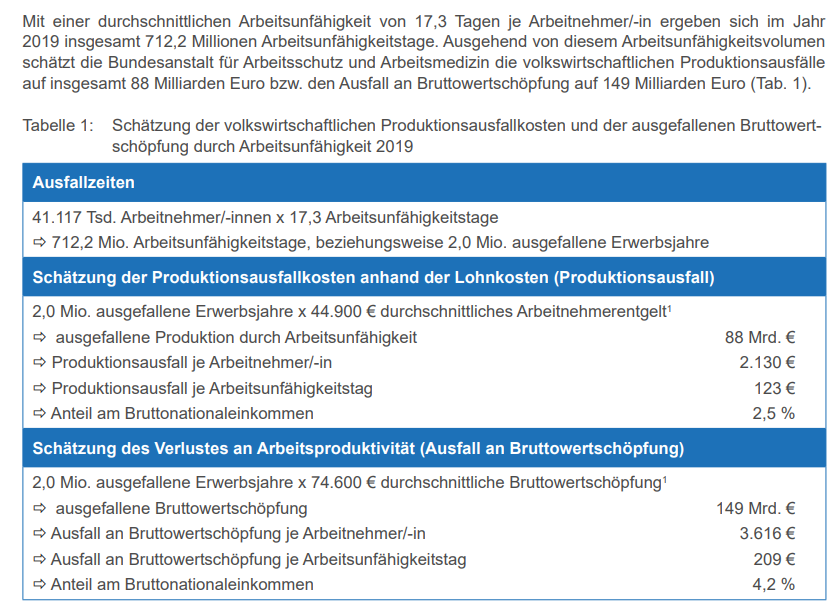 Mit einer durchschnittlichen Arbeitsunfähigkeit von 17,3 Tagen je Arbeitnehmer/-in ergeben sich im Jahr
2019 insgesamt 712,2 Millionen Arbeitsunfähigkeitstage. Ausgehend von diesem Arbeitsunfähigkeitsvolumen
schätzt die Bundesanstalt für Arbeitsschutz und Arbeitsmedizin die volkswirtschaftlichen Produktionsausfälle
auf insgesamt 88 Milliarden Euro bzw. den Ausfall an Bruttowertschöpfung auf 149 Milliarden Euro (Tab. 1).
Tabelle 1: Schätzung der volkswirtschaftlichen Produktionsausfallkosten und der ausgefallenen Bruttowert-
schöpfung durch Arbeitsunfähigkeit 2019
Ausfallzeiten
41.117 Tsd. Arbeitnehmer/-innen x 17,3 Arbeitsunfähigkeitstage
⇨ 712,2 Mio. Arbeitsunfähigkeitstage, beziehungsweise 2,0 Mio. ausgefallene Erwerbsjahre
Schätzung der Produktionsausfallkosten anhand der Lohnkosten (Produktionsausfall)
2,0 Mio. ausgefallene Erwerbsjahre x 44.900 € durchschnittliches Arbeitnehmerentgelt¹
⇨ ausgefallene Produktion durch Arbeitsunfähigkeit 88 Mrd. €
⇨ Produktionsausfall je Arbeitnehmer/-in 2.130 €
⇨ Produktionsausfall je Arbeitsunfähigkeitstag 123 €
⇨ Anteil am Bruttonationaleinkommen 2,5 %
Schätzung des Verlustes an Arbeitsproduktivität (Ausfall an Bruttowertschöpfung)
2,0 Mio. ausgefallene Erwerbsjahre x 74.600 € durchschnittliche Bruttowertschöpfung¹
⇨ ausgefallene Bruttowertschöpfung 149 Mrd. €
⇨ Ausfall an Bruttowertschöpfung je Arbeitnehmer/-in 3.616 €
⇨ Ausfall an Bruttowertschöpfung je Arbeitsunfähigkeitstag 209 €
⇨ Anteil am Bruttonationaleinkommen 4,2 %